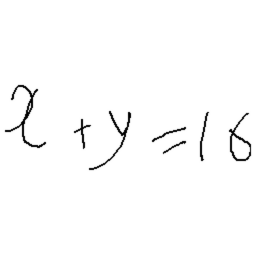 x + y = 16